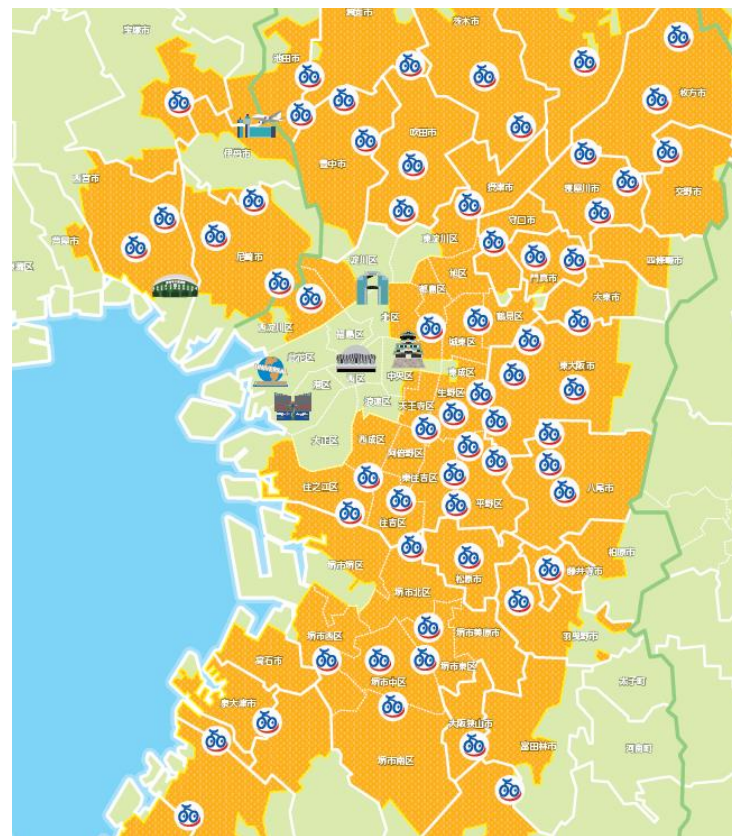 宝塚市
箕面市
茨木市
池田市
枚方市
吹田市
伊丹市
豊中市
西宮市
摂津市
寝屋川市
交野市
芦屋市
守口市
東淀川区
尼崎市
淀川区
門真市
四條畷市
旭区
都島区
大東市
西淀川区
北区
鶴見区
福島区
城東区
此花区
東大阪市
中央区
東成区
西区
港区
生野区
浪速区
天王寺区
大正区
西成区
阿倍野区
東住吉区
住之江区
平野区
八尾市
住吉区
柏原市
堺市堺区
松原市
藤井寺市
堺市北区
堺市西区
堺市美原区
羽曳野市
高石市
堺市東区
堺市中区
太子町
泉大津市
大阪狭山市
富田林市
河南町
堺市南区